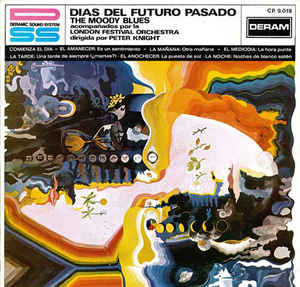 DERAMIC SOUND SYSTEM
DSS
DIAS DEL FUTURO PASADO
THE MOODY BLUES
acompañados por la
LONDON FESTIVAL ORCHESTRA
dirigida por PETER KNIGHT
CP 9.018
DERAM
COMIENZA EL DIA - EL AMANECER: Es un sentimiento - LA MAÑANA: Otra mañana - EL MEDIODIA: La hora punta
LA TARDE: Una tarde de siempre - EL ANOCHECER: La puesta de sol - LA NOCHE: Noches de blanco satén